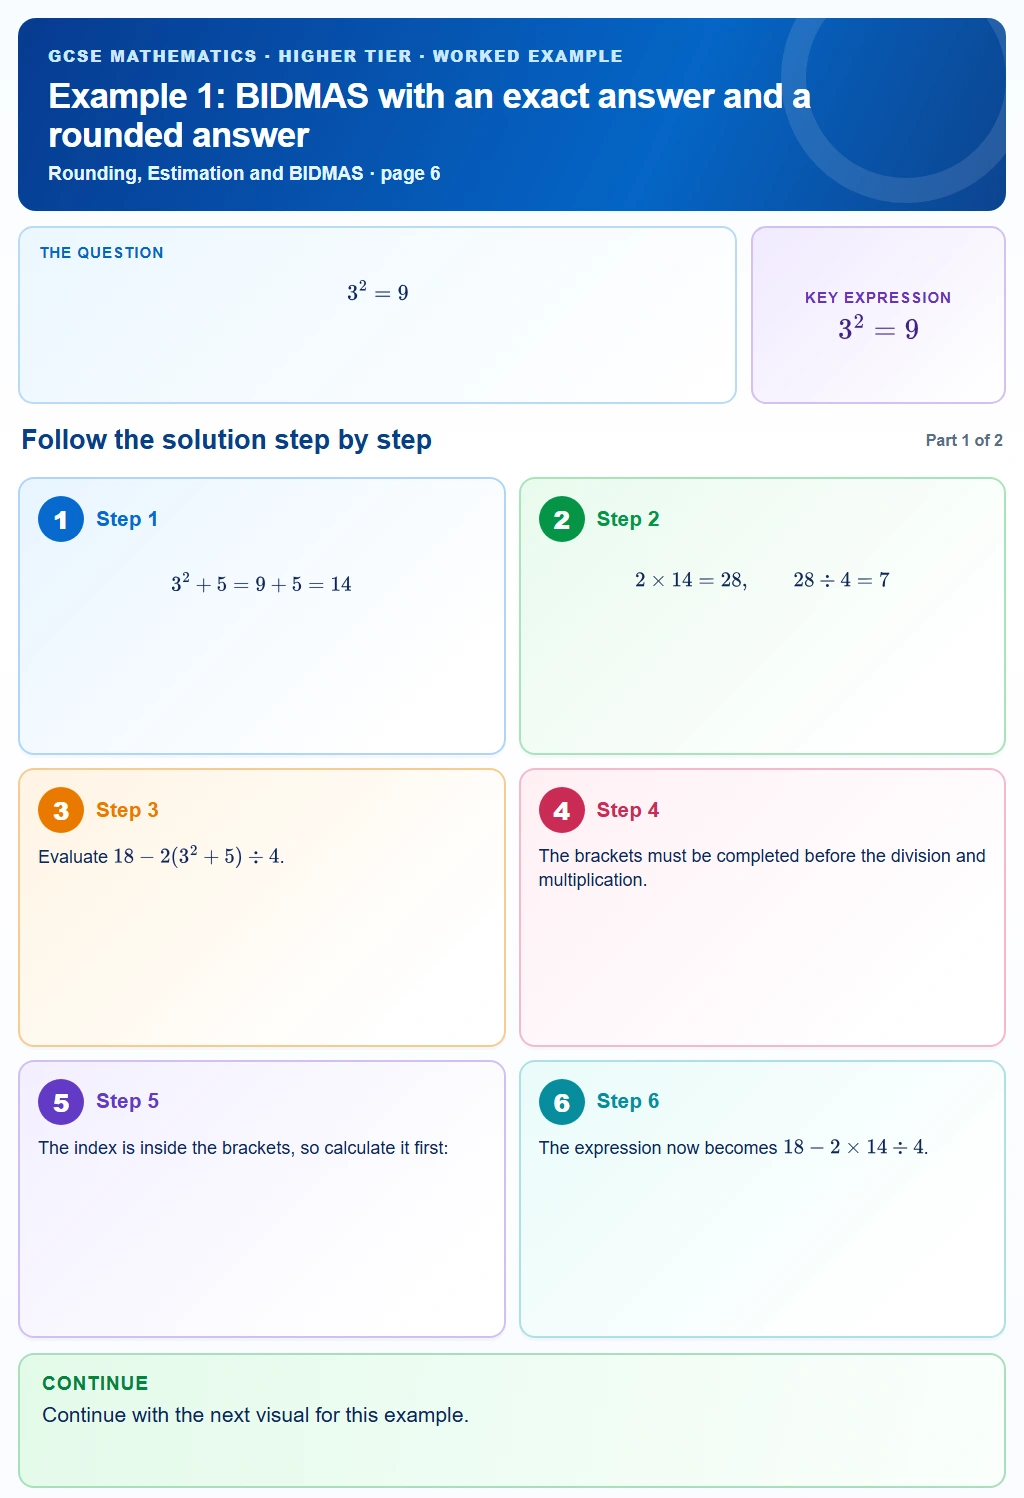 GCSE MATHEMATICS · HIGHER TIER · WORKED EXAMPLE
Example 1: BIDMAS with an exact answer and a
rounded answer
Rounding, Estimation and BIDMAS · page 6
THE QUESTION
3² = 9
KEY EXPRESSION
3² = 9
Follow the solution step by step
Part 1 of 2
1 Step 1
3² + 5 = 9 + 5 = 14
2 Step 2
2 × 14 = 28, 28 ÷ 4 = 7
3 Step 3
Evaluate 18 − 2(3² + 5) ÷ 4.
4 Step 4
The brackets must be completed before the division and
multiplication.
5 Step 5
The index is inside the brackets, so calculate it first:
6 Step 6
The expression now becomes 18 − 2 × 14 ÷ 4.
CONTINUE
Continue with the next visual for this example.